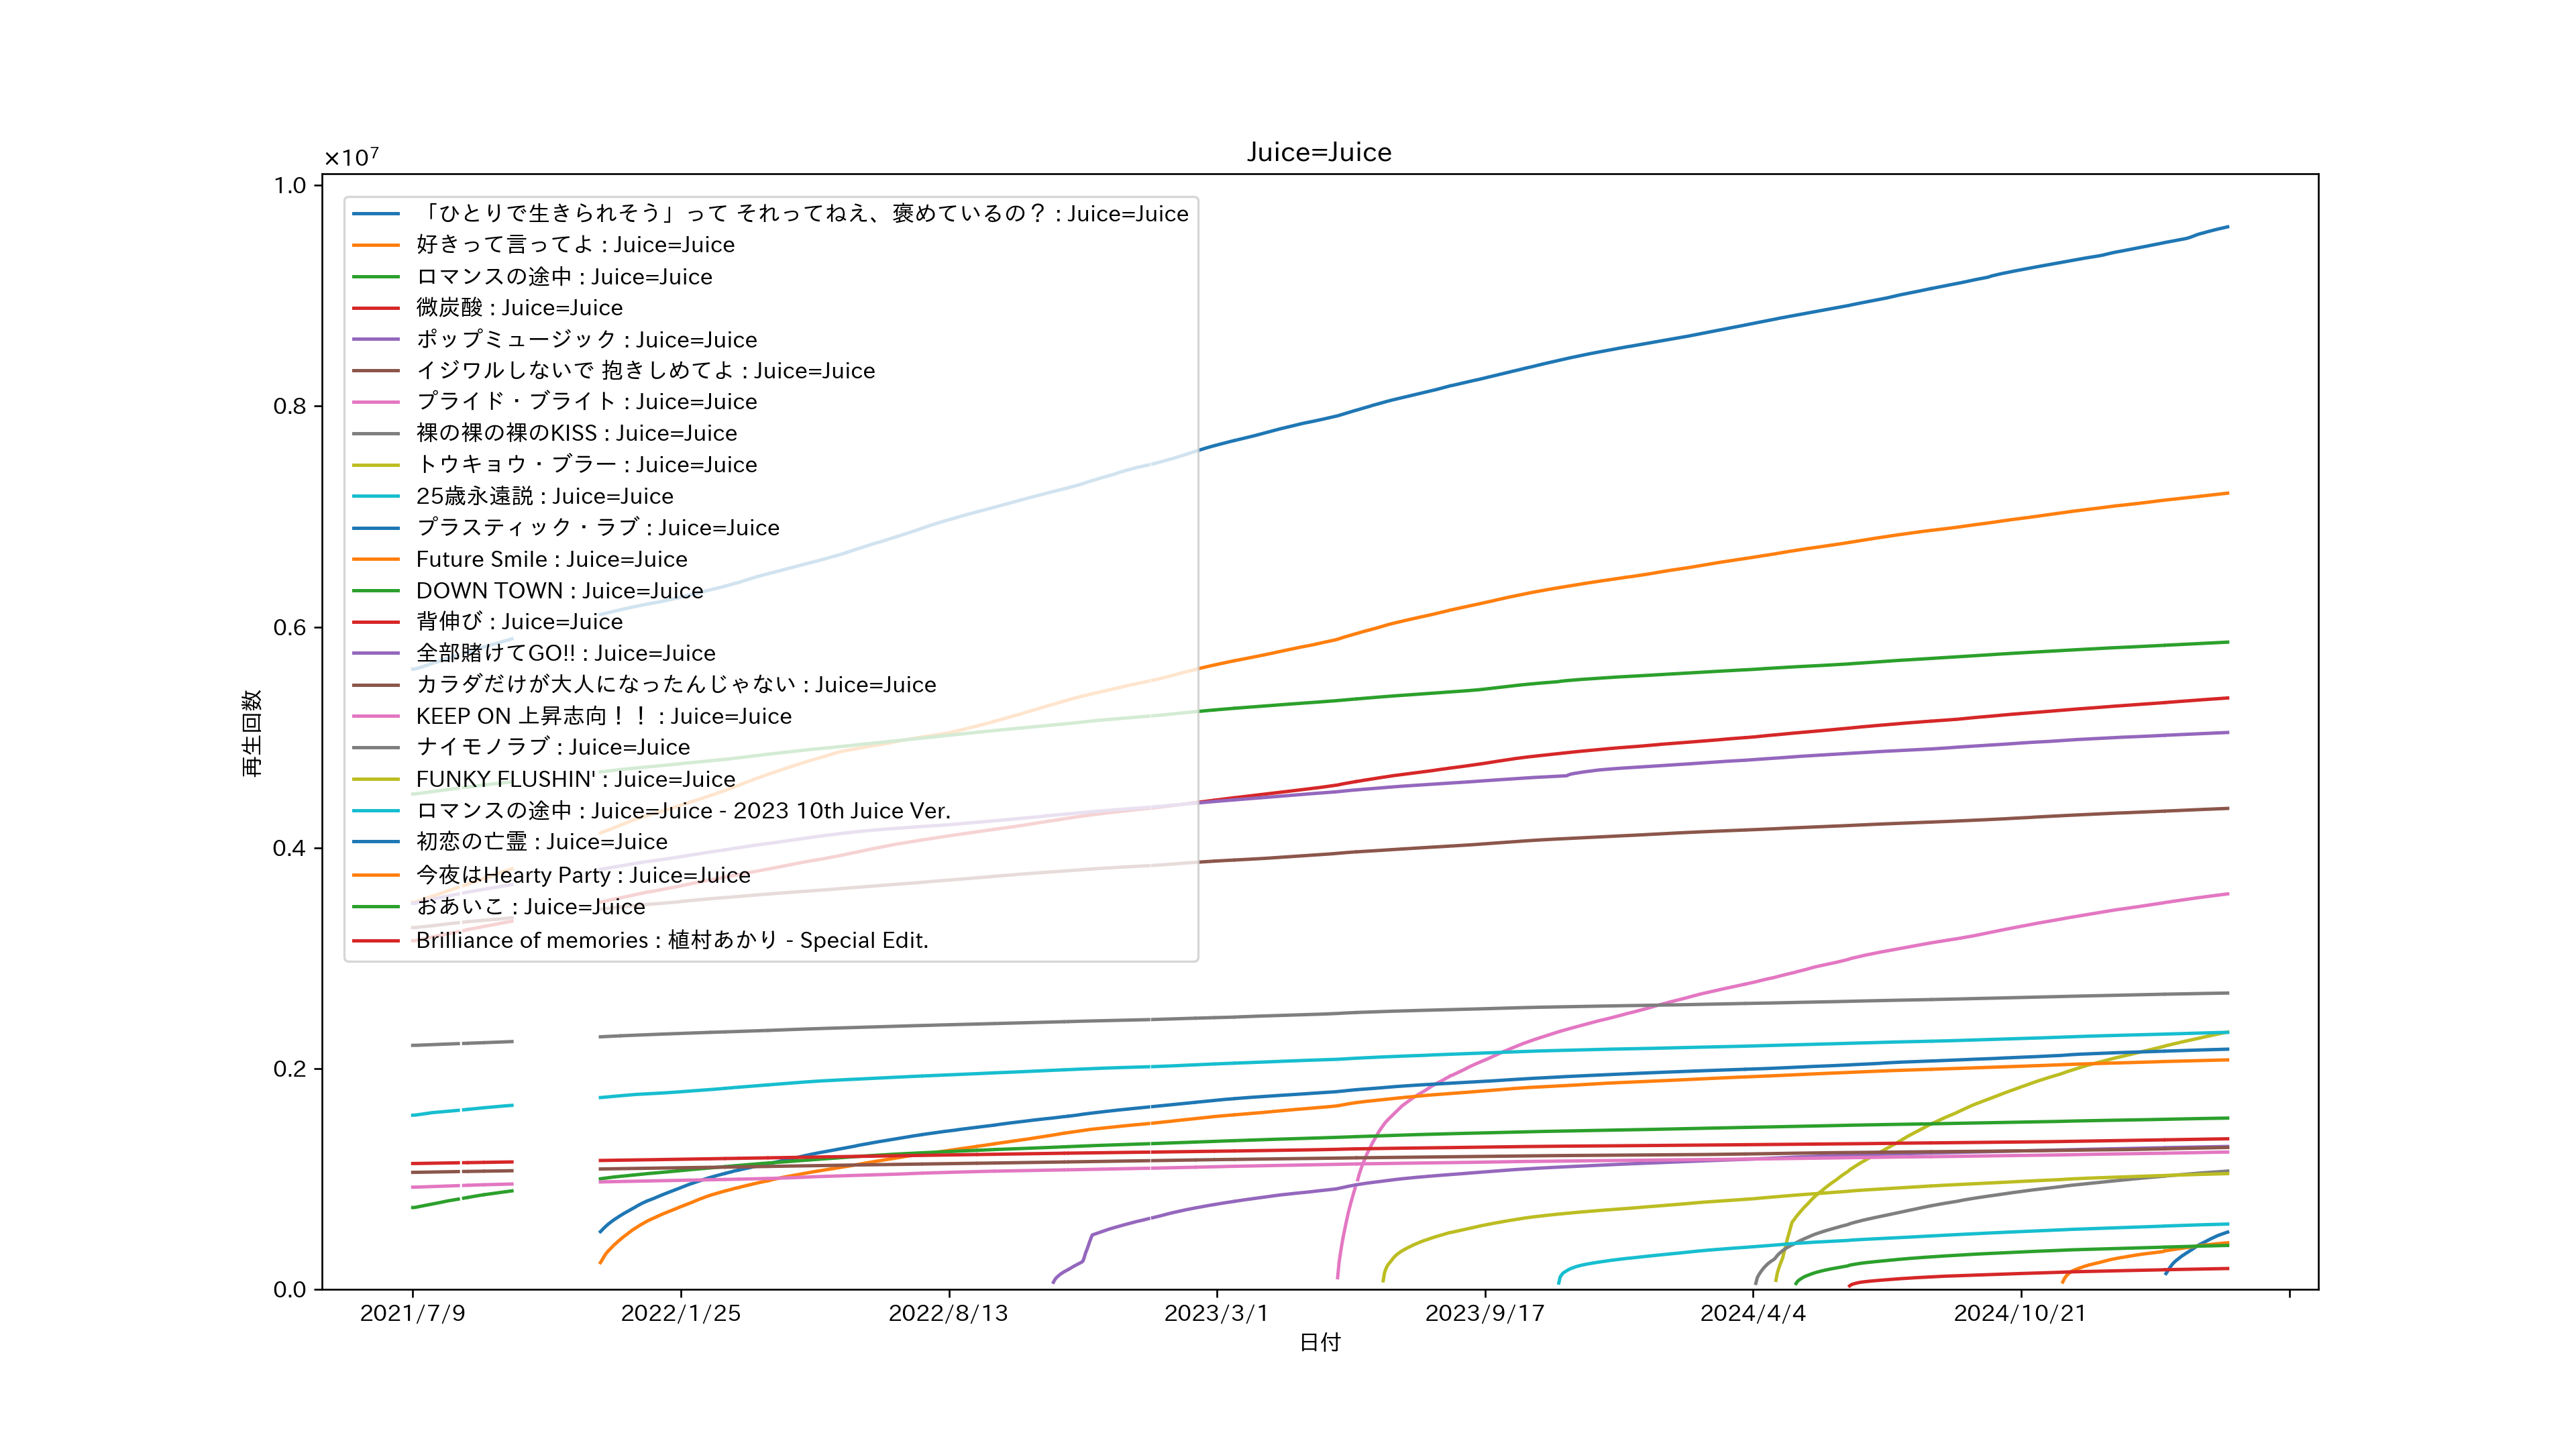 Juice=Juice
×10⁷
1.0
0.8
0.6
0.4
0.2
0.0
再生回数
「ひとりで生きられそう」って それってねえ、褒めているの？ : Juice=Juice
好きって言ってよ : Juice=Juice
ロマンスの途中 : Juice=Juice
微炭酸 : Juice=Juice
ポップミュージック : Juice=Juice
イジワルしないで 抱きしめてよ : Juice=Juice
プライド・ブライト : Juice=Juice
裸の裸の裸のKISS : Juice=Juice
トウキョウ・ブラー : Juice=Juice
25歳永遠説 : Juice=Juice
プラスティック・ラブ : Juice=Juice
Future Smile : Juice=Juice
DOWN TOWN : Juice=Juice
背伸び : Juice=Juice
全部賭けてGO!! : Juice=Juice
カラダだけが大人になったんじゃない : Juice=Juice
KEEP ON 上昇志向！！ : Juice=Juice
ナイモノラブ : Juice=Juice
FUNKY FLUSHIN' : Juice=Juice
ロマンスの途中 : Juice=Juice - 2023 10th Juice Ver.
初恋の亡霊 : Juice=Juice
今夜はHearty Party : Juice=Juice
おあいこ : Juice=Juice
Brilliance of memories : 植村あかり - Special Edit.
2021/7/9 2022/1/25 2022/8/13 2023/3/1 2023/9/17 2024/4/4 2024/10/21
日付